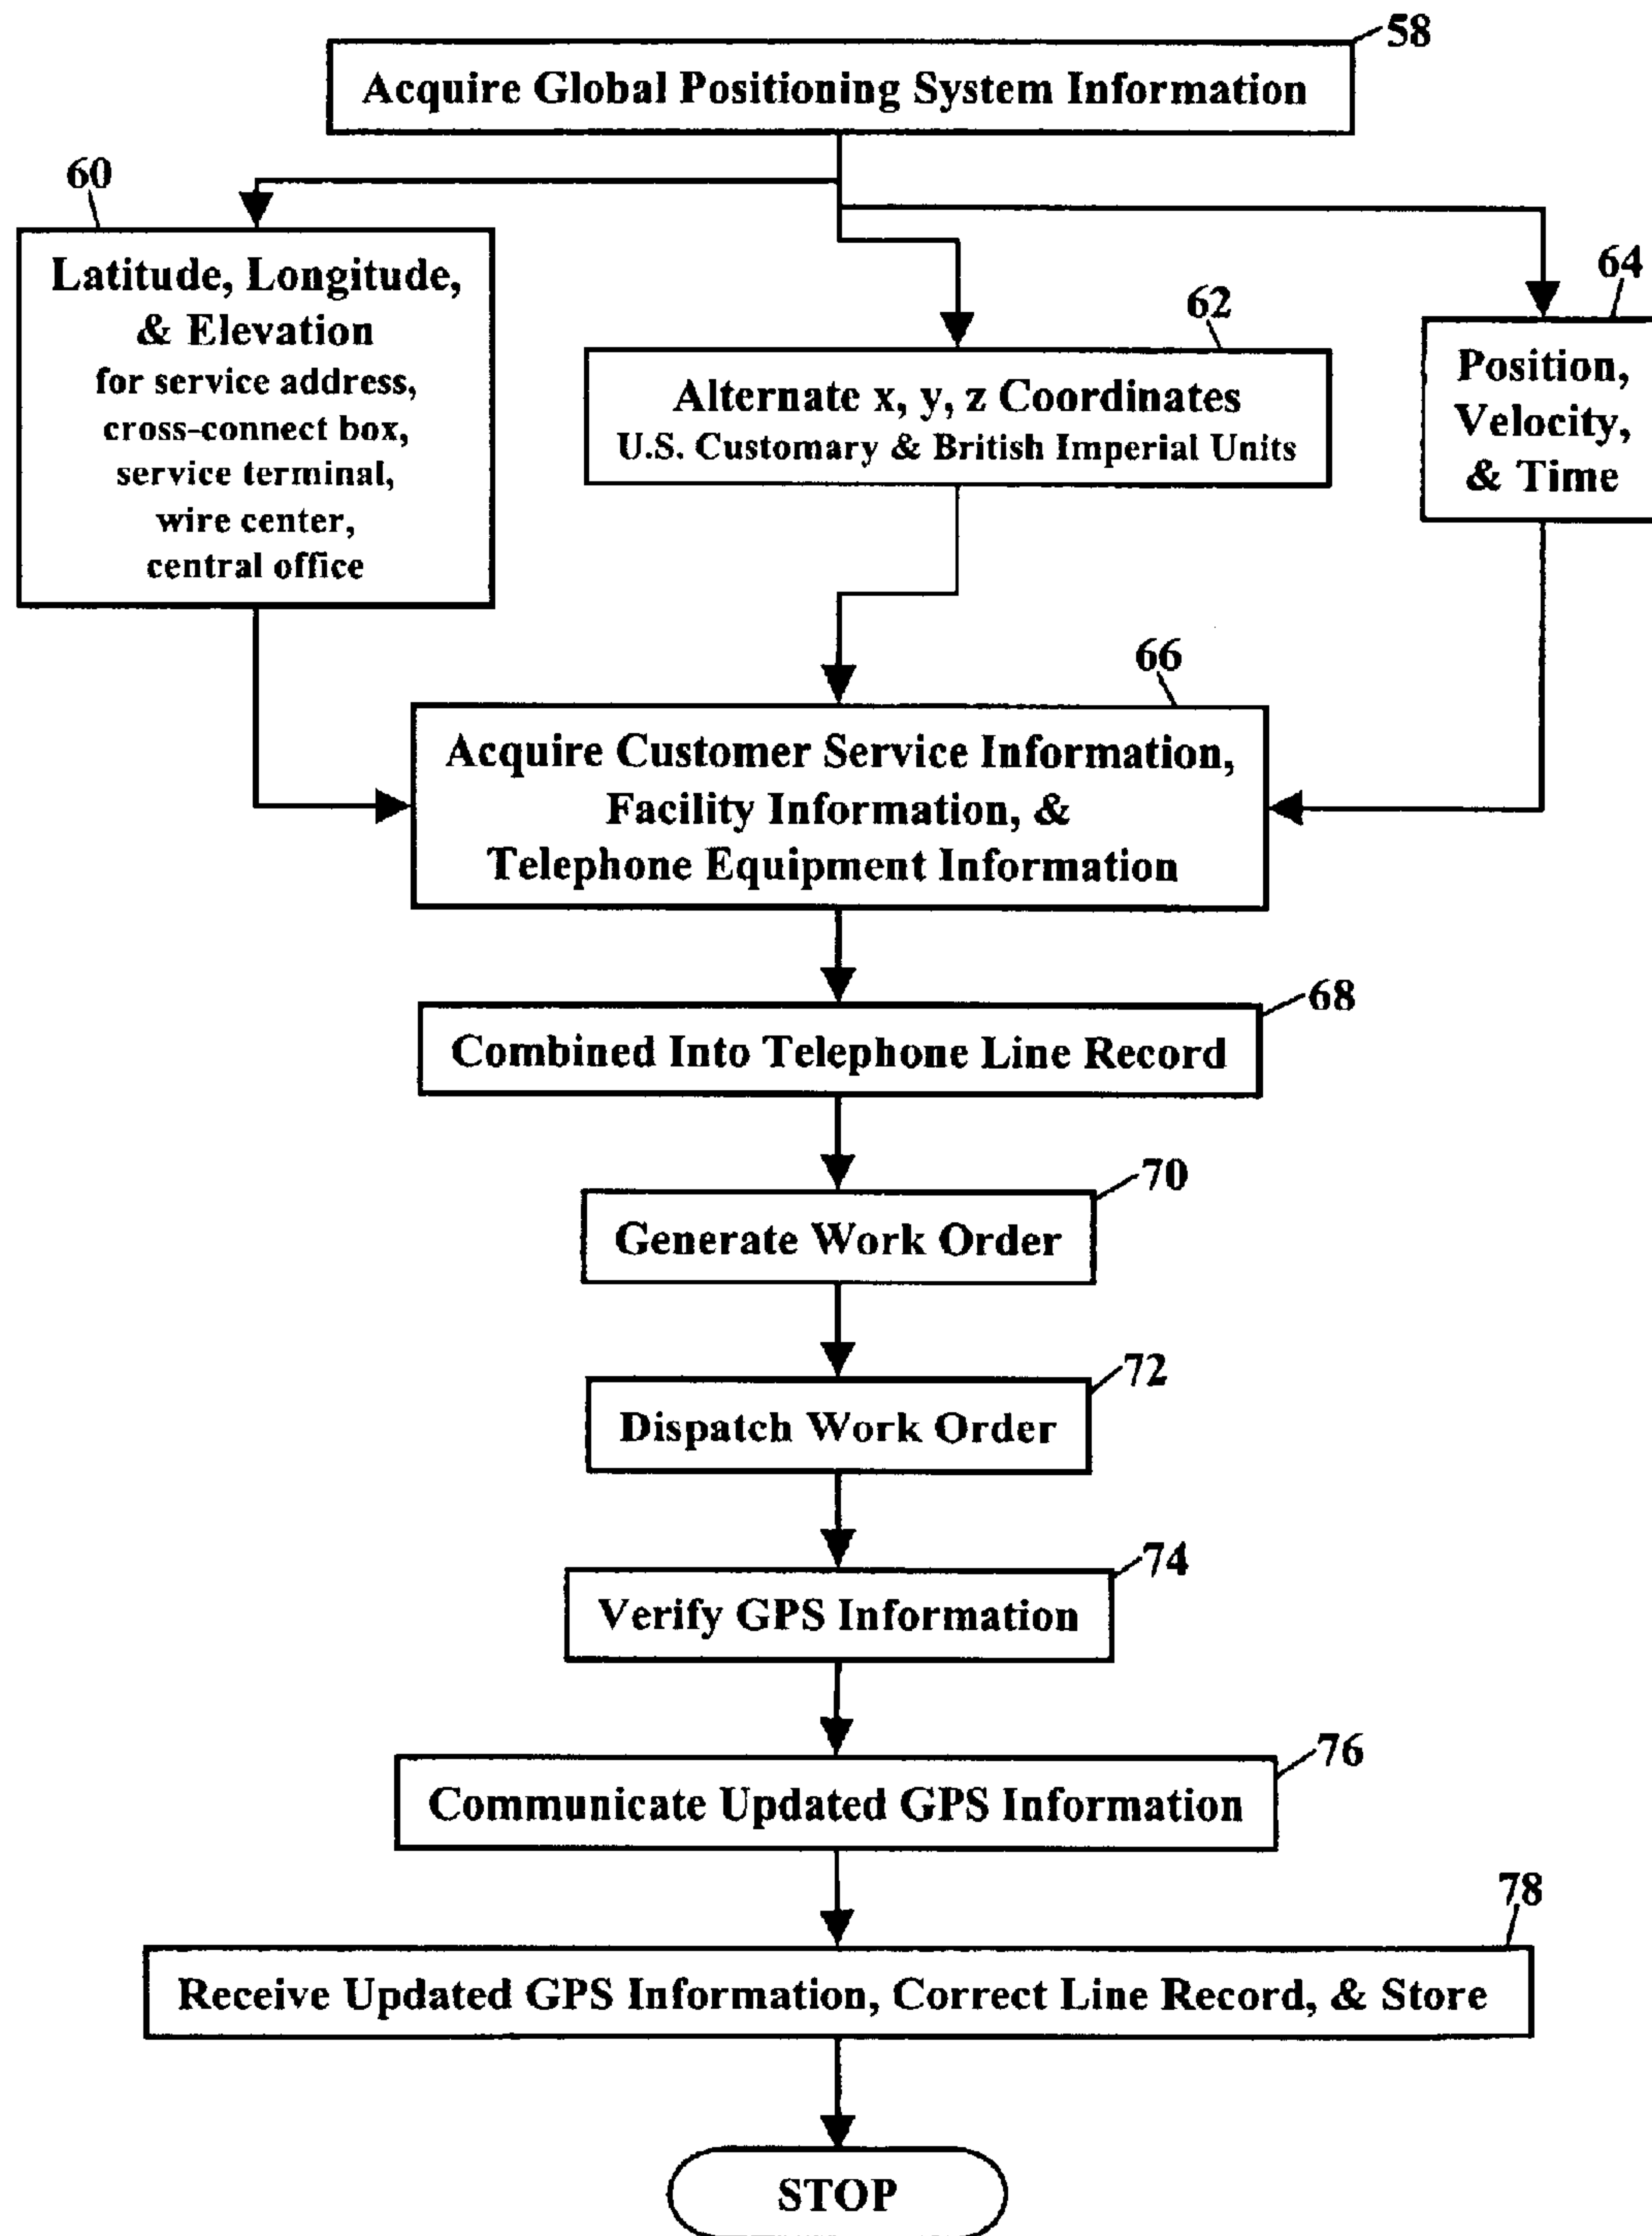 58
Acquire Global Positioning System Information
60
Latitude, Longitude,
& Elevation
for service address,
cross-connect box,
service terminal,
wire center,
central office
62
Alternate x, y, z Coordinates
U.S. Customary & British Imperial Units
64
Position,
Velocity,
& Time
66
Acquire Customer Service Information,
Facility Information, &
Telephone Equipment Information
68
Combined Into Telephone Line Record
70
Generate Work Order
72
Dispatch Work Order
74
Verify GPS Information
76
Communicate Updated GPS Information
78
Receive Updated GPS Information, Correct Line Record, & Store
STOP